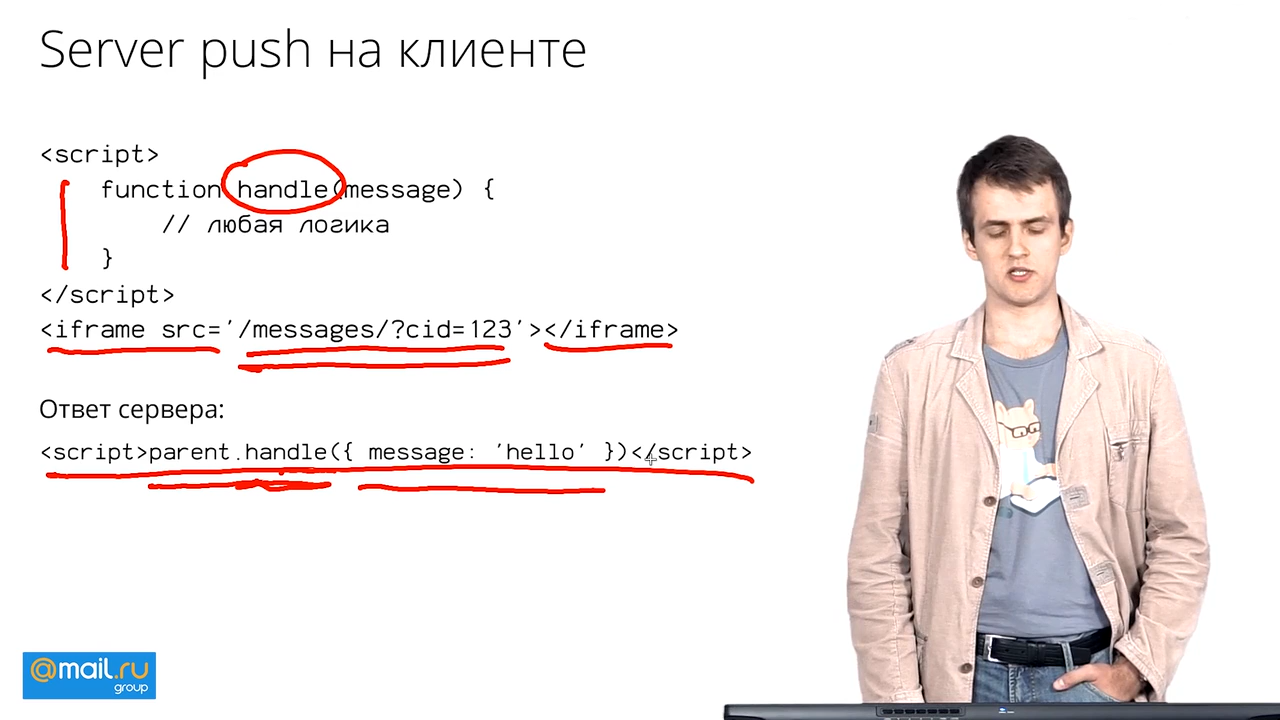 Server push на клиенте
<script>
function handle(message) {
// любая логика
}
</script>
<iframe src='/messages/?cid=123'></iframe>
Ответ сервера:
<script>parent.handle({ message: 'hello' })</script>
@mail.ru
group